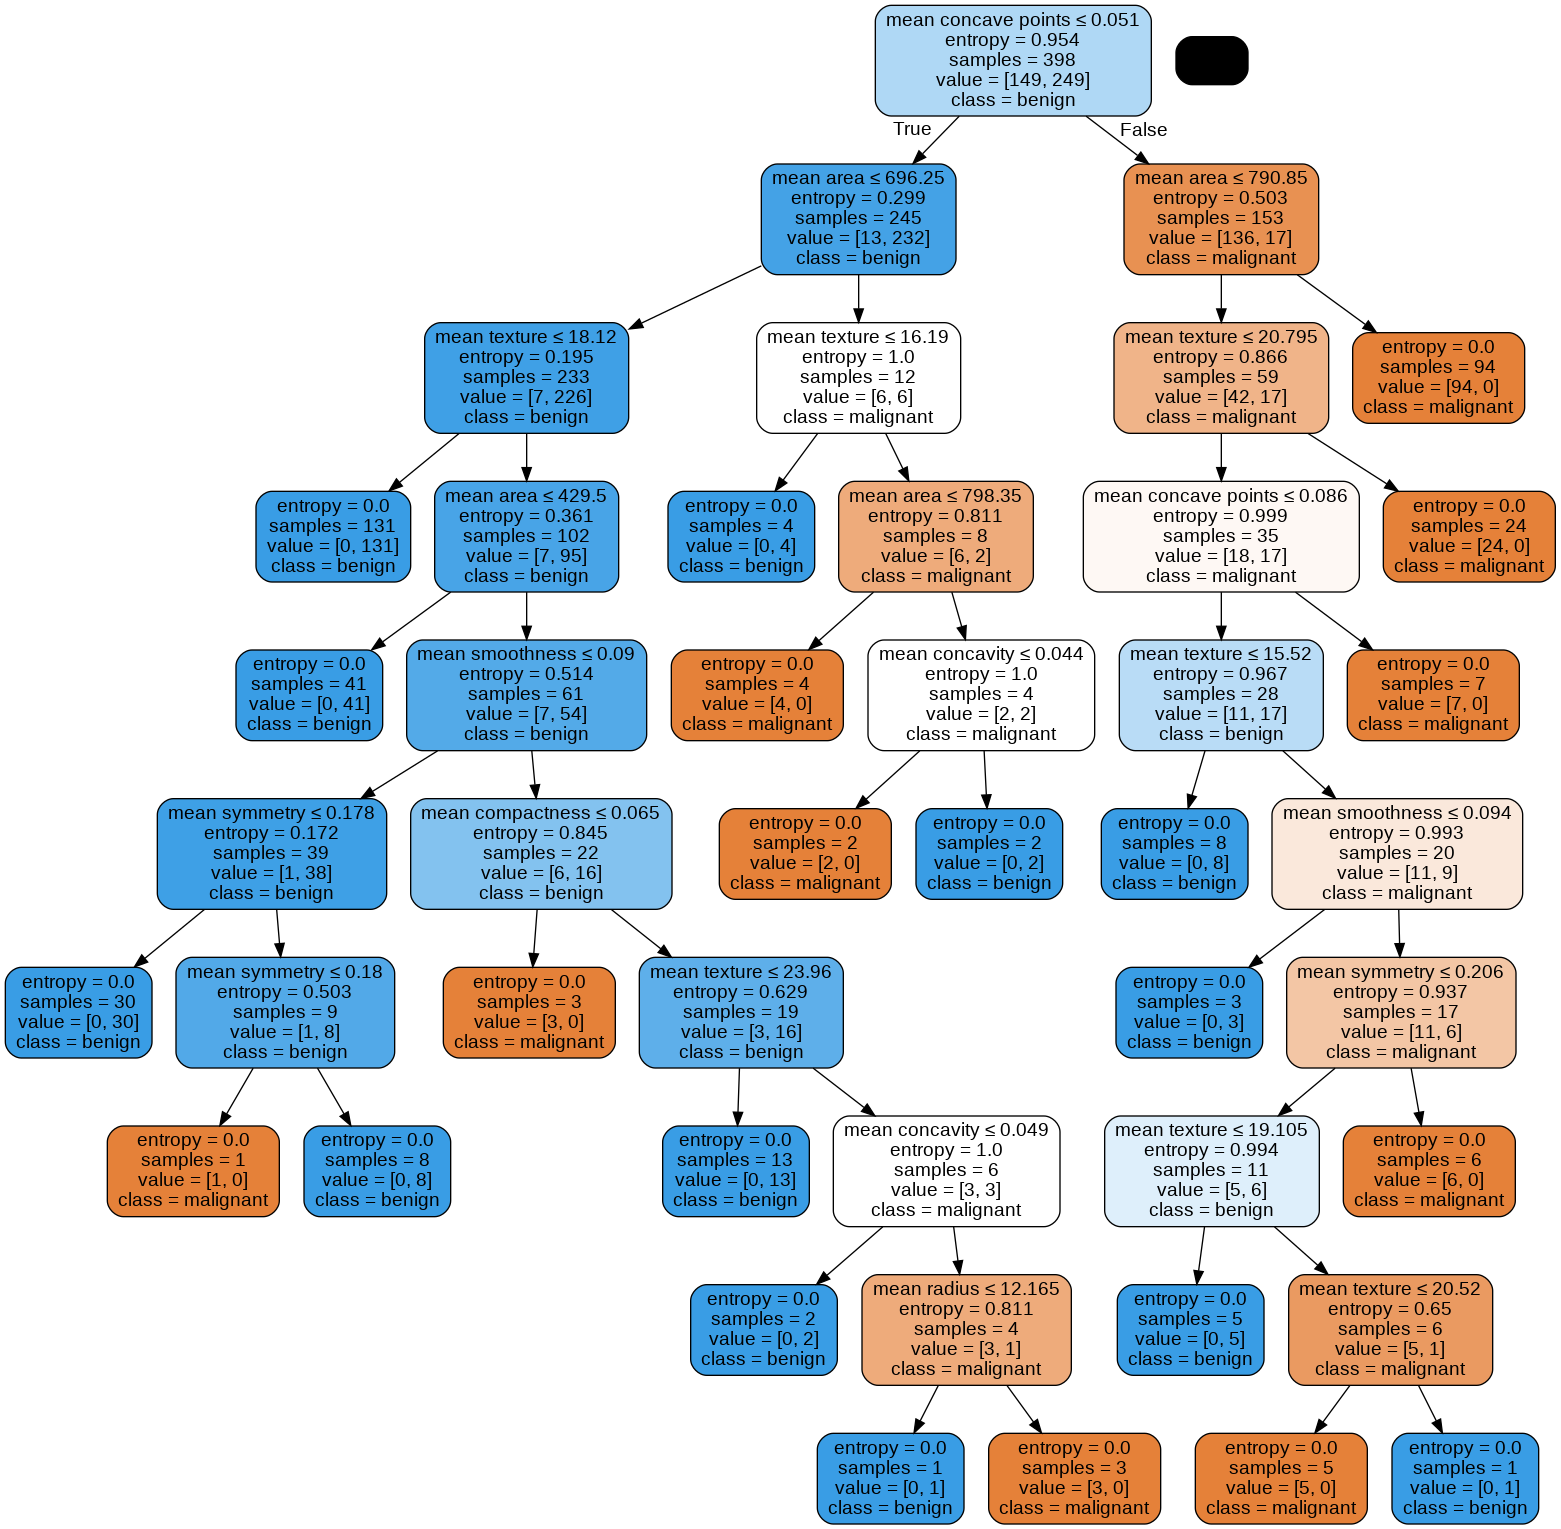 mean concave points ≤ 0.051
entropy = 0.954
samples = 398
value = [149, 249]
class = benign
True
False
mean area ≤ 696.25
entropy = 0.299
samples = 245
value = [13, 232]
class = benign
mean area ≤ 790.85
entropy = 0.503
samples = 153
value = [136, 17]
class = malignant
mean texture ≤ 18.12
entropy = 0.195
samples = 233
value = [7, 226]
class = benign
mean texture ≤ 16.19
entropy = 1.0
samples = 12
value = [6, 6]
class = malignant
mean texture ≤ 20.795
entropy = 0.866
samples = 59
value = [42, 17]
class = malignant
entropy = 0.0
samples = 94
value = [94, 0]
class = malignant
entropy = 0.0
samples = 131
value = [0, 131]
class = benign
mean area ≤ 429.5
entropy = 0.361
samples = 102
value = [7, 95]
class = benign
entropy = 0.0
samples = 4
value = [0, 4]
class = benign
mean area ≤ 798.35
entropy = 0.811
samples = 8
value = [6, 2]
class = malignant
mean concave points ≤ 0.086
entropy = 0.999
samples = 35
value = [18, 17]
class = malignant
entropy = 0.0
samples = 24
value = [24, 0]
class = malignant
entropy = 0.0
samples = 41
value = [0, 41]
class = benign
mean smoothness ≤ 0.09
entropy = 0.514
samples = 61
value = [7, 54]
class = benign
entropy = 0.0
samples = 4
value = [4, 0]
class = malignant
mean concavity ≤ 0.044
entropy = 1.0
samples = 4
value = [2, 2]
class = malignant
mean texture ≤ 15.52
entropy = 0.967
samples = 28
value = [11, 17]
class = benign
entropy = 0.0
samples = 7
value = [7, 0]
class = malignant
mean symmetry ≤ 0.178
entropy = 0.172
samples = 39
value = [1, 38]
class = benign
mean compactness ≤ 0.065
entropy = 0.845
samples = 22
value = [6, 16]
class = benign
entropy = 0.0
samples = 2
value = [2, 0]
class = malignant
entropy = 0.0
samples = 2
value = [0, 2]
class = benign
entropy = 0.0
samples = 8
value = [0, 8]
class = benign
mean smoothness ≤ 0.094
entropy = 0.993
samples = 20
value = [11, 9]
class = malignant
entropy = 0.0
samples = 30
value = [0, 30]
class = benign
mean symmetry ≤ 0.18
entropy = 0.503
samples = 9
value = [1, 8]
class = benign
entropy = 0.0
samples = 3
value = [3, 0]
class = malignant
mean texture ≤ 23.96
entropy = 0.629
samples = 19
value = [3, 16]
class = benign
entropy = 0.0
samples = 3
value = [0, 3]
class = benign
mean symmetry ≤ 0.206
entropy = 0.937
samples = 17
value = [11, 6]
class = malignant
entropy = 0.0
samples = 1
value = [1, 0]
class = malignant
entropy = 0.0
samples = 8
value = [0, 8]
class = benign
entropy = 0.0
samples = 13
value = [0, 13]
class = benign
mean concavity ≤ 0.049
entropy = 1.0
samples = 6
value = [3, 3]
class = malignant
mean texture ≤ 19.105
entropy = 0.994
samples = 11
value = [5, 6]
class = benign
entropy = 0.0
samples = 6
value = [6, 0]
class = malignant
entropy = 0.0
samples = 2
value = [0, 2]
class = benign
mean radius ≤ 12.165
entropy = 0.811
samples = 4
value = [3, 1]
class = malignant
entropy = 0.0
samples = 5
value = [0, 5]
class = benign
mean texture ≤ 20.52
entropy = 0.65
samples = 6
value = [5, 1]
class = malignant
entropy = 0.0
samples = 1
value = [0, 1]
class = benign
entropy = 0.0
samples = 3
value = [3, 0]
class = malignant
entropy = 0.0
samples = 5
value = [5, 0]
class = malignant
entropy = 0.0
samples = 1
value = [0, 1]
class = benign